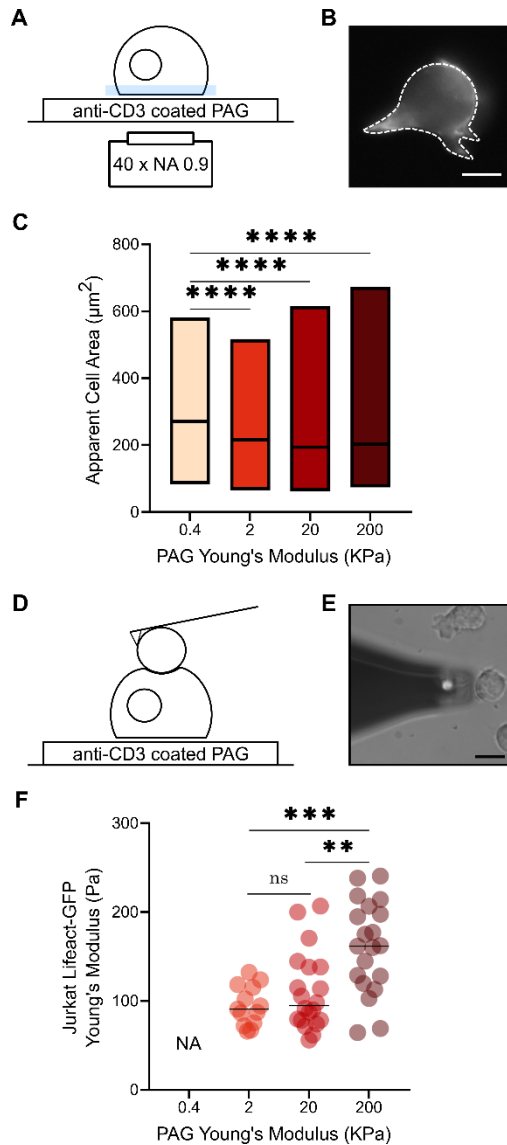 A
anti-CD3 coated PAG
40 x NA 0.9
B
C
Apparent Cell Area (µm²)
800
600
400
200
0
****
****
****
0.4 2 20 200
PAG Young's Modulus (KPa)
D
anti-CD3 coated PAG
E
F
Jurkat Lifeact-GFP
Young's Modulus (Pa)
300
200
100
0
***
**
ns
NA
0.4 2 20 200
PAG Young's Modulus (KPa)